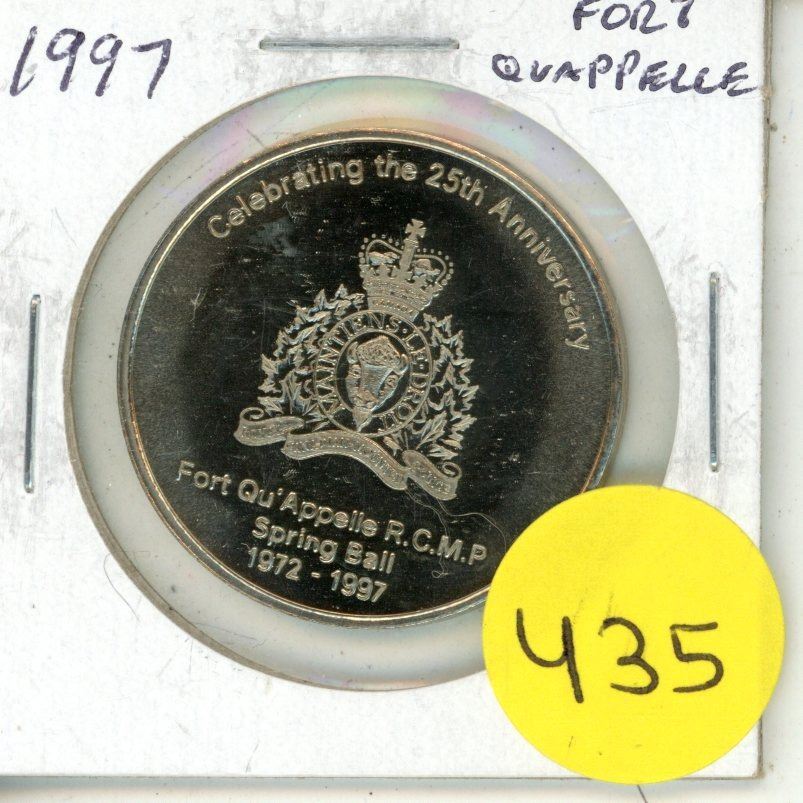 1997
FORT
QUAPPELLE
Celebrating the 25th Anniversary
MAINTIENS LE DROIT
Fort Qu'Appelle R.C.M.P
Spring Ball
1972 - 1997
435